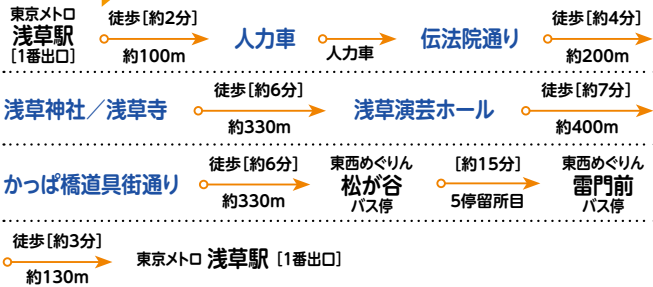 東京メトロ
浅草駅
[1番出口]
徒歩[約2分]
約100m
人力車
人力車
伝法院通り
徒歩[約4分]
約200m
浅草神社／浅草寺
徒歩[約6分]
約330m
浅草演芸ホール
徒歩[約7分]
約400m
かっぱ橋道具街通り
徒歩[約6分]
約330m
東西めぐりん
松が谷
バス停
[約15分]
5停留所目
東西めぐりん
雷門前
バス停
徒歩[約3分]
約130m
東京メトロ 浅草駅 [1番出口]